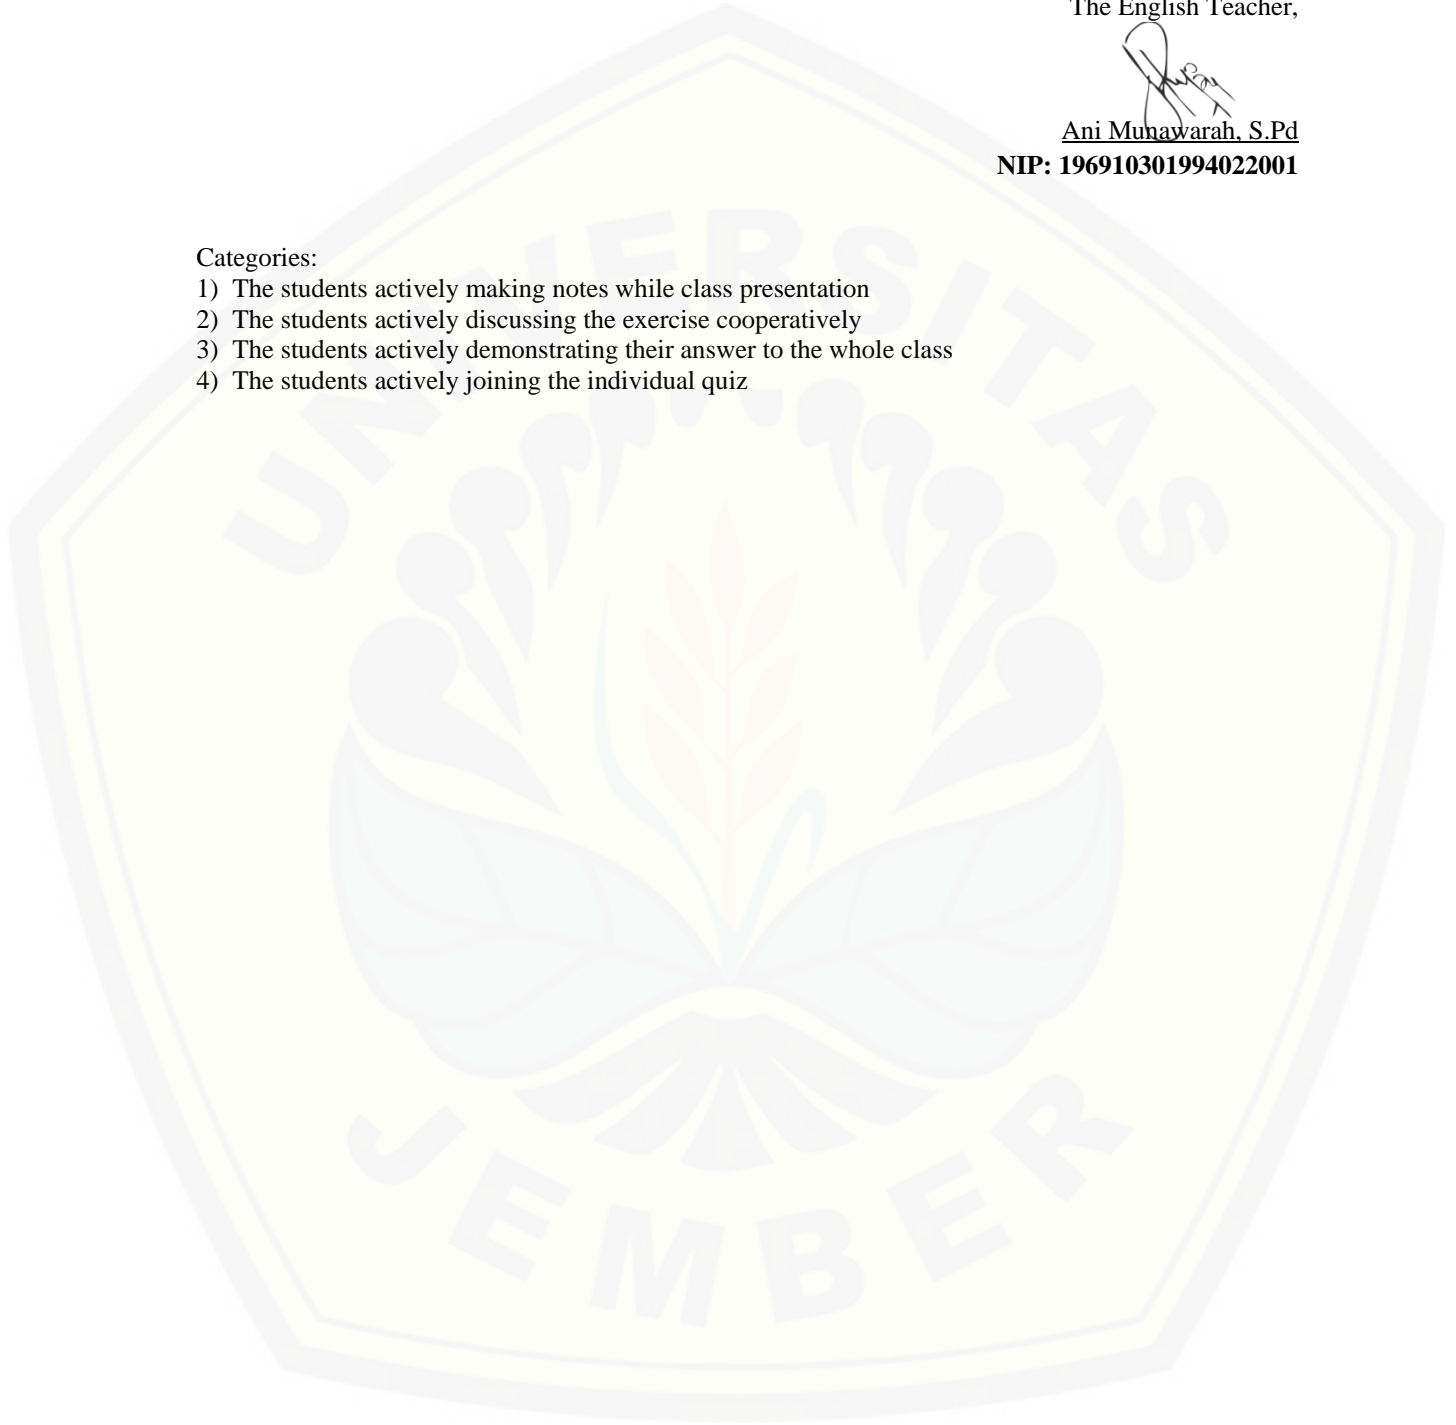 The English Teacher,
Ani Munawarah, S.Pd
NIP: 196910301994022001
Categories:
1) The students actively making notes while class presentation
2) The students actively discussing the exercise cooperatively
3) The students actively demonstrating their answer to the whole class
4) The students actively joining the individual quiz
UNIVERSITAS
JEMBER